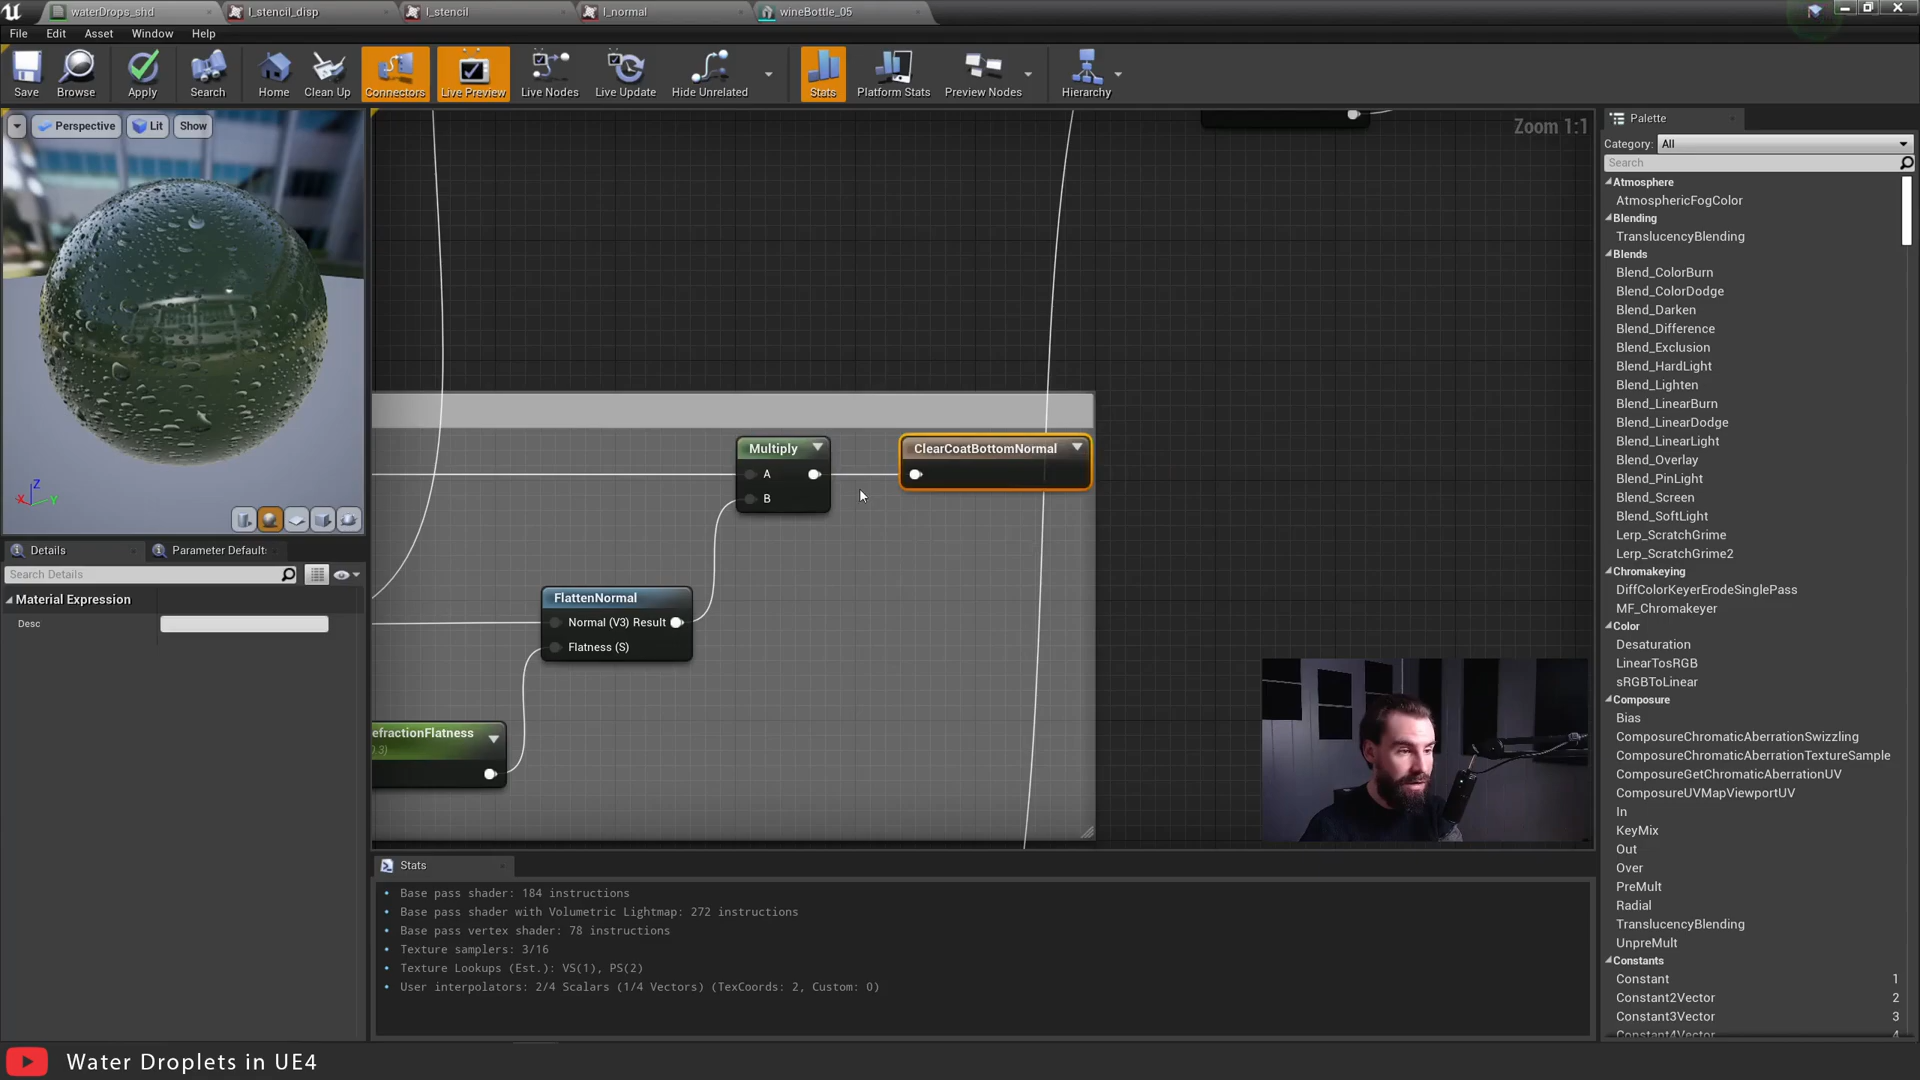 waterDrops_shd
l_stencil_disp
l_stencil
l_normal
wineBottle_05
File Edit Asset Window Help
Save
Browse
Apply
Search
Home
Clean Up
Connectors
Live Preview
Live Nodes
Live Update
Hide Unrelated
Stats
Platform Stats
Preview Nodes
Hierarchy
Perspective
Lit
Show
Z
X
Y
Zoom 1:1
Multiply
A
B
ClearCoatBottomNormal
FlattenNormal
Normal (V3) Result
Flatness (S)
efractionFlatness
0.3)
Details
Parameter Default
Search Details
Material Expression
Desc
Stats
• Base pass shader: 184 instructions
• Base pass shader with Volumetric Lightmap: 272 instructions
• Base pass vertex shader: 78 instructions
• Texture samplers: 3/16
• Texture Lookups (Est.): VS(1), PS(2)
• User interpolators: 2/4 Scalars (1/4 Vectors) (TexCoords: 2, Custom: 0)
Palette
Category: All
Search
Atmosphere
AtmosphericFogColor
Blending
TranslucencyBlending
Blends
Blend_ColorBurn
Blend_ColorDodge
Blend_Darken
Blend_Difference
Blend_Exclusion
Blend_HardLight
Blend_Lighten
Blend_LinearBurn
Blend_LinearDodge
Blend_LinearLight
Blend_Overlay
Blend_PinLight
Blend_Screen
Blend_SoftLight
Lerp_ScratchGrime
Lerp_ScratchGrime2
Chromakeying
DiffColorKeyerErodeSinglePass
MF_Chromakeyer
Color
Desaturation
LinearTosRGB
sRGBToLinear
Composure
Bias
ComposureChromaticAberrationSwizzling
ComposureChromaticAberrationTextureSample
ComposureGetChromaticAberrationUV
ComposureUVMapViewportUV
In
KeyMix
Out
Over
PreMult
Radial
TranslucencyBlending
UnpreMult
Constants
Constant 1
Constant2Vector 2
Constant3Vector 3
Constant4Vector 4
Water Droplets in UE4